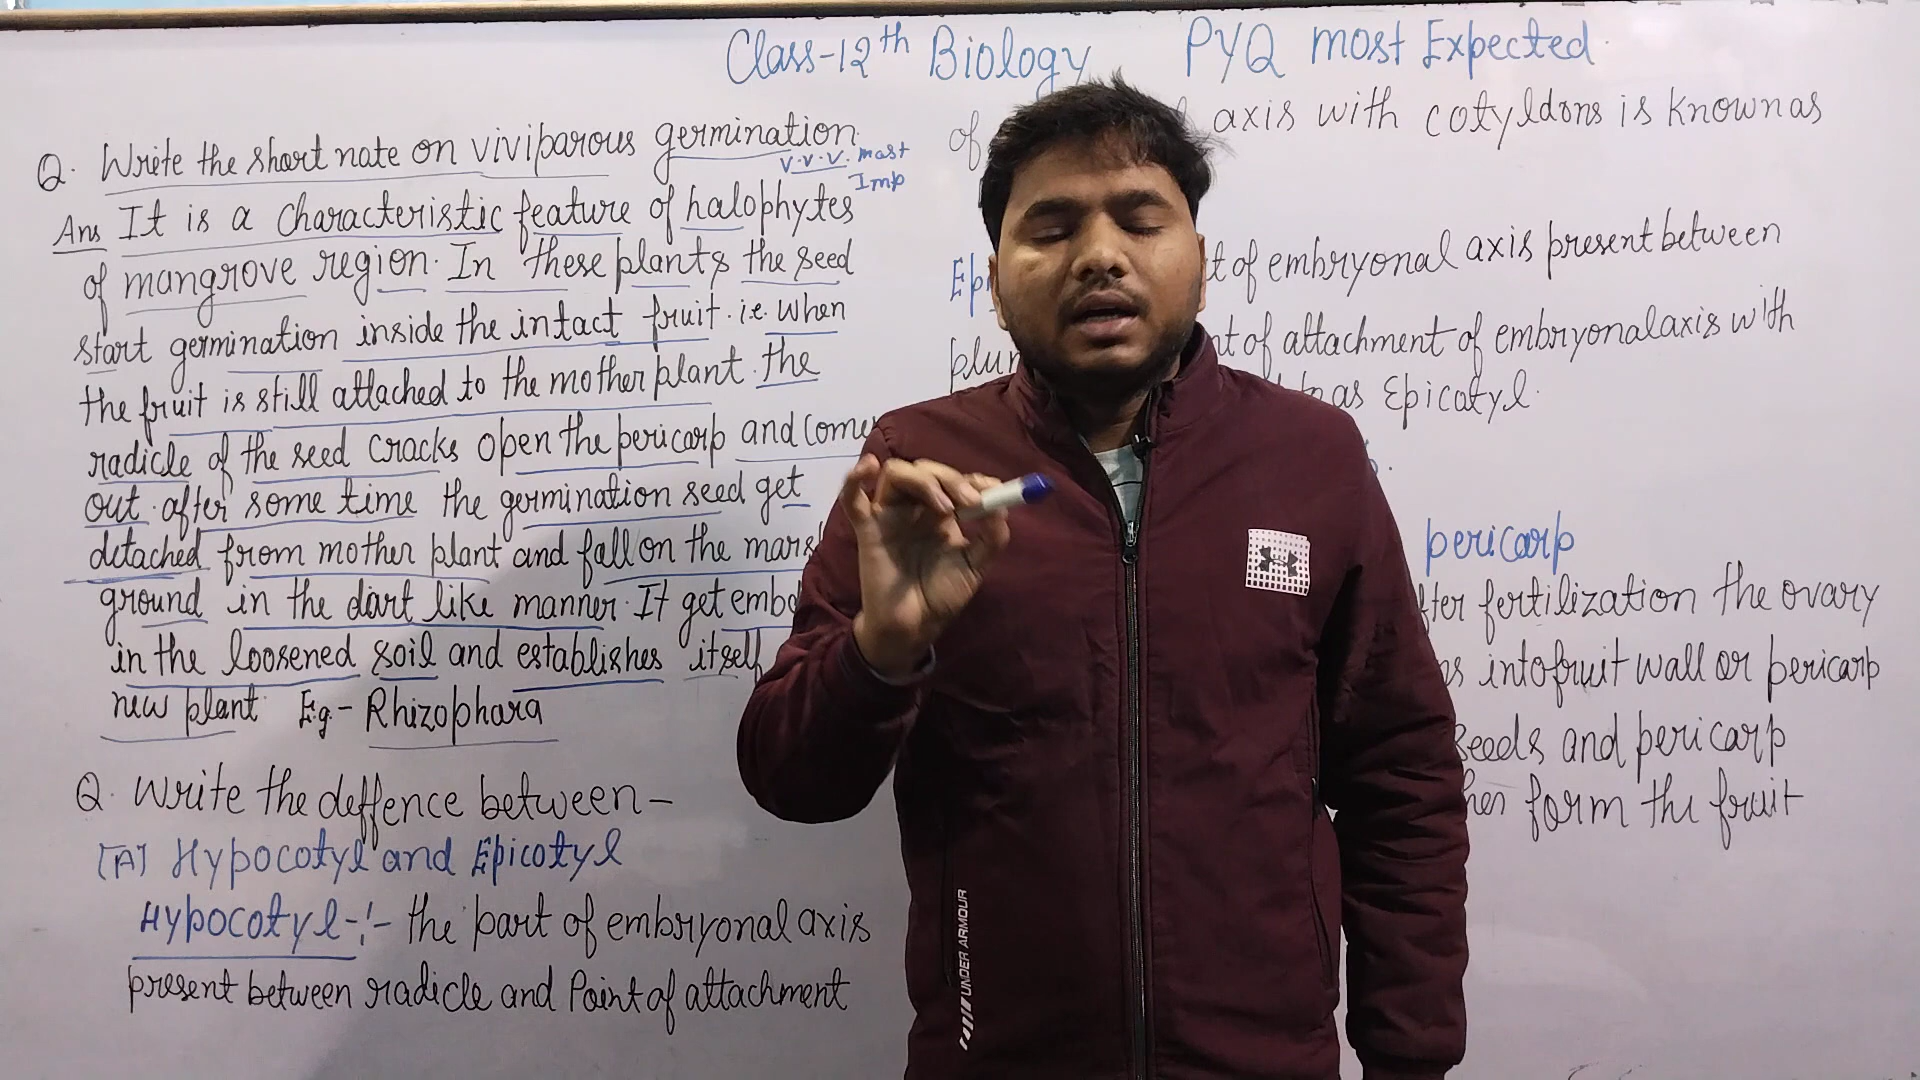 Class-12th Biology PYQ most Expected.
Q. Write the short nate on viviparous germination.
V.V.V. most
Imp
Ans It is a characteristic feature of halophytes
of mangrove region. In these plants the seed
start germination inside the intact fruit. i.e. when
the fruit is still attached to the mother plant. the
radicle of the seed cracks open the pericarp and come
out. after some time the germination seed get
detached from mother plant and fall on the
ground in the dart like manner. It get
in the loosened soil and establishes itself
new plant Eg- Rhizophara
Q. Write the deffence between-
[A] Hypocotyl and Epicotyl
Hypocotyl-:- the part of embryonal axis
present between radicle and Point of attachment
of axis with cotyldons is known as
of embryonal axis present between
of attachment of embryonal axis with
as Epicotyl.
pericarp
fertilization the ovary
into fruit wall or pericarp
seeds and pericarp
form the fruit
UNDER ARMOUR